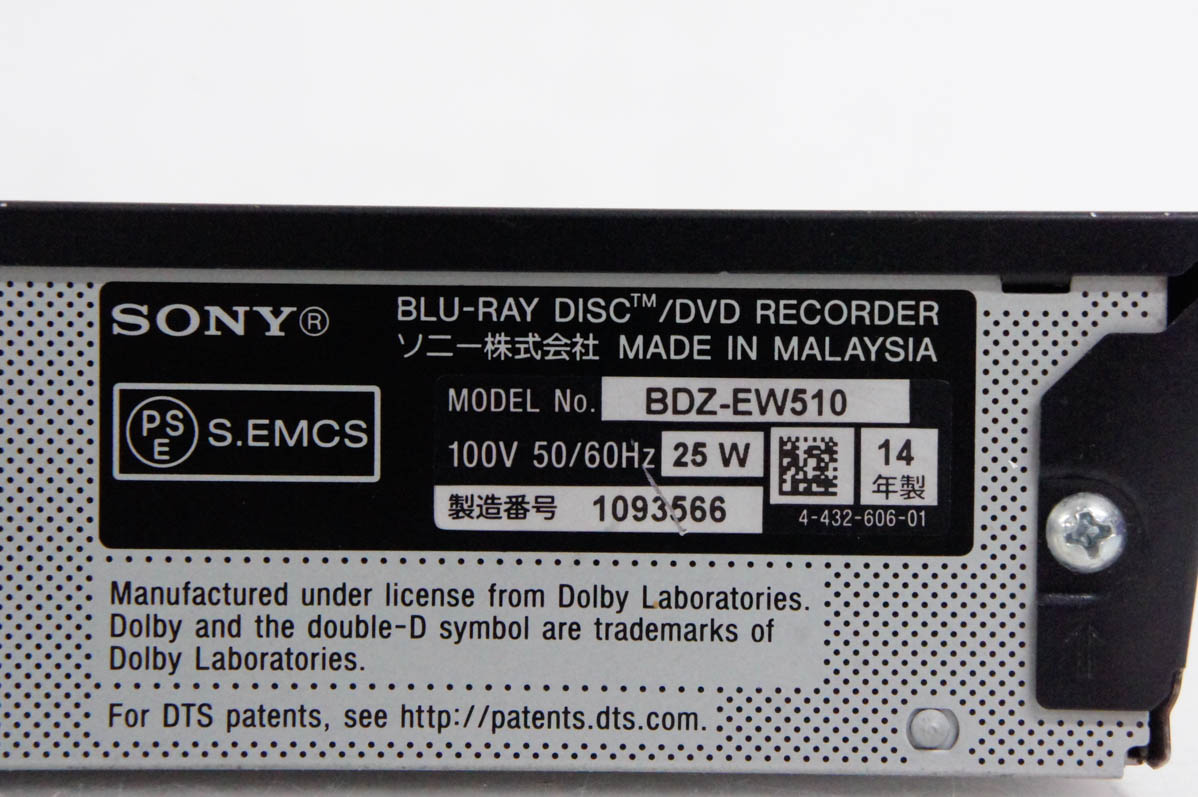 SONY®
BLU-RAY DISC™/DVD RECORDER
ソニー株式会社 MADE IN MALAYSIA
PSE S.EMCS
MODEL No. BDZ-EW510
100V 50/60Hz 25 W
14
年製
製造番号 1093566
4-432-606-01
Manufactured under license from Dolby Laboratories.
Dolby and the double-D symbol are trademarks of
Dolby Laboratories.
For DTS patents, see http://patents.dts.com.